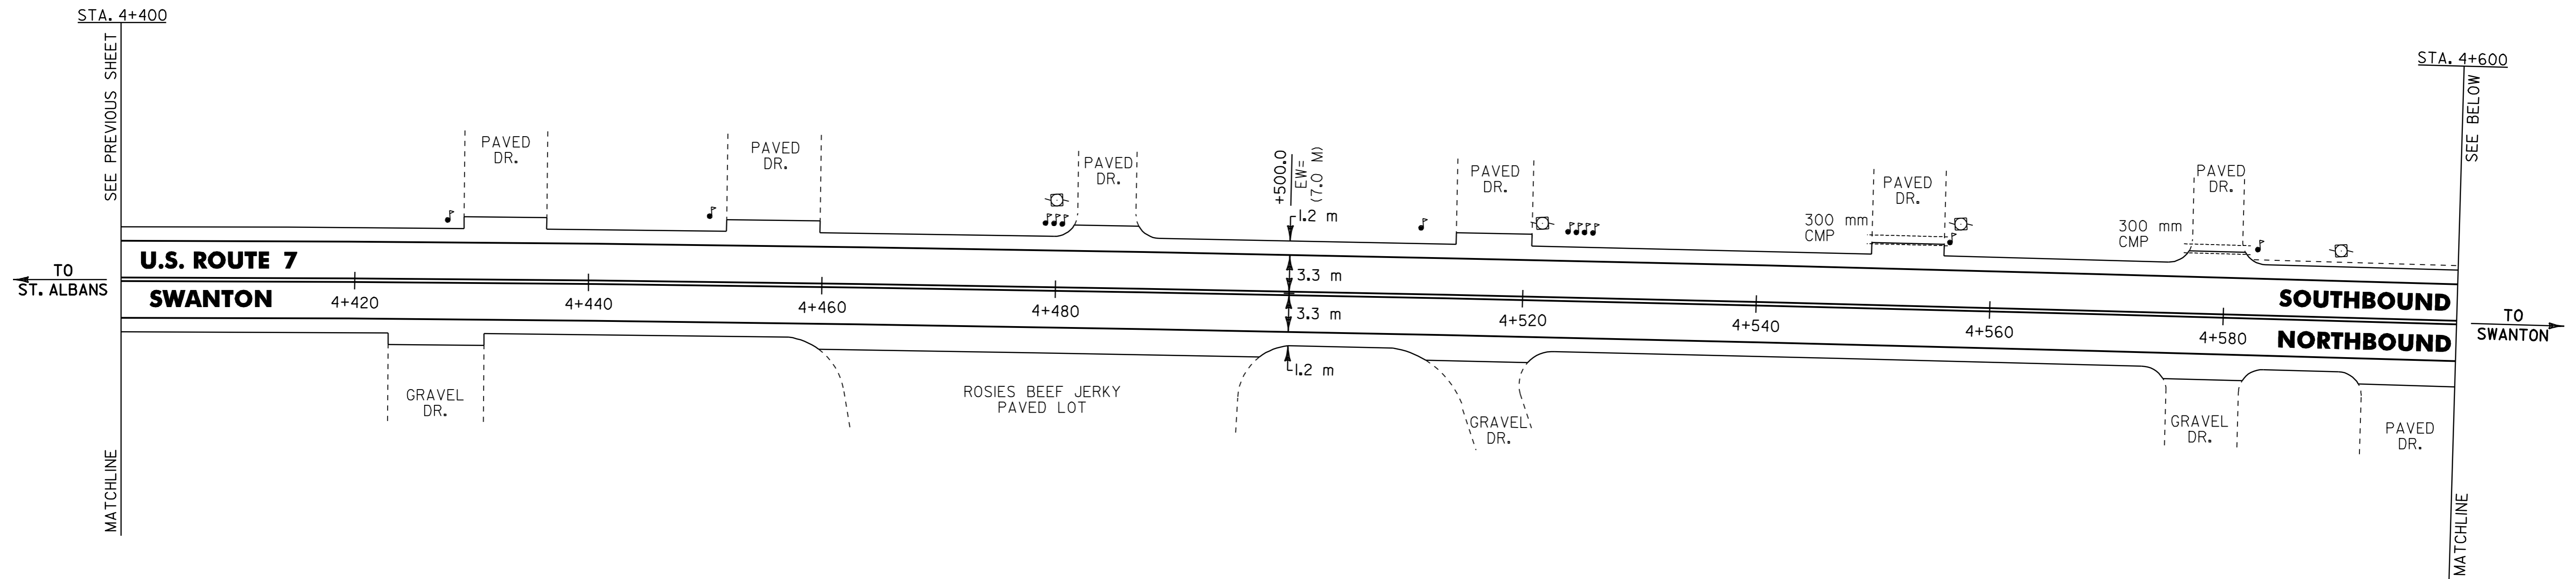 STA. 4+400
SEE PREVIOUS SHEET
MATCHLINE
STA. 4+600
SEE BELOW
MATCHLINE
PAVED
DR.
PAVED
DR.
PAVED
DR.
+500.0
EW=
(7.0 M)
1.2 m
PAVED
DR.
300 mm
CMP
PAVED
DR.
300 mm
CMP
PAVED
DR.
TO
ST. ALBANS
U.S. ROUTE 7
SWANTON
3.3 m
3.3 m
4+420
4+440
4+460
4+480
4+520
4+540
4+560
4+580
SOUTHBOUND
NORTHBOUND
TO
SWANTON
1.2 m
GRAVEL
DR.
ROSIES BEEF JERKY
PAVED LOT
GRAVEL
DR.
GRAVEL
DR.
PAVED
DR.